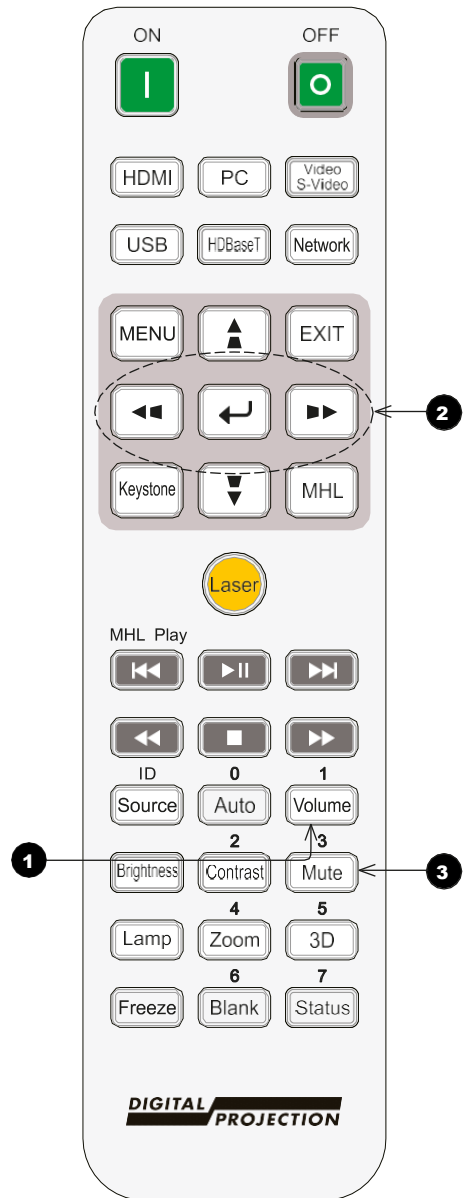 ON OFF
HDMI PC Video
S-Video
USB HDBaseT Network
MENU EXIT
2
Keystone MHL
Laser
MHL Play
ID 0 1
Source Auto Volume
1 2 3
Brightness Contrast Mute 3
4 5
Lamp Zoom 3D
6 7
Freeze Blank Status
DIGITAL
PROJECTION